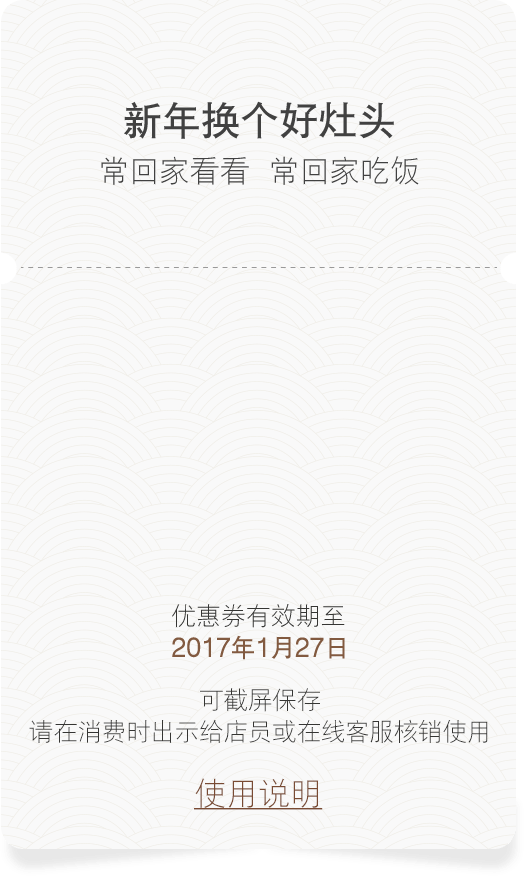 新年换个好灶头
常回家看看 常回家吃饭
优惠券有效期至
2017年1月27日
可截屏保存
请在消费时出示给店员或在线客服核销使用
使用说明